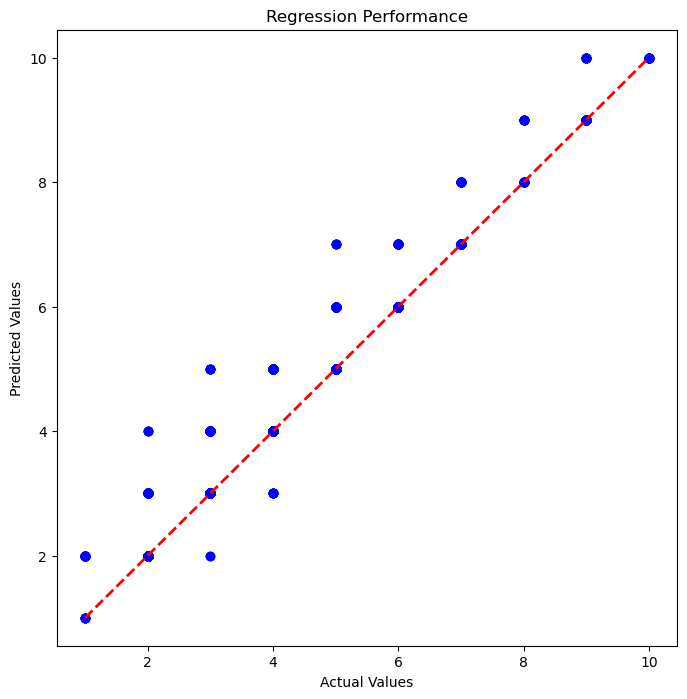 Regression Performance
Predicted Values
10
8
6
4
2
2 4 6 8 10
Actual Values